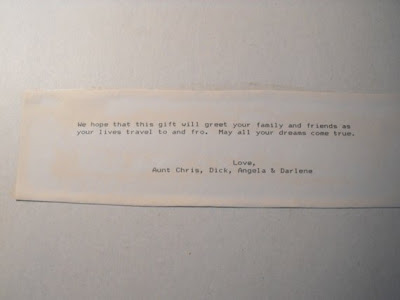 We hope that this gift will greet your family and friends as
your lives travel to and fro. May all your dreams come true.
Love,
Aunt Chris, Dick, Angela & Darlene